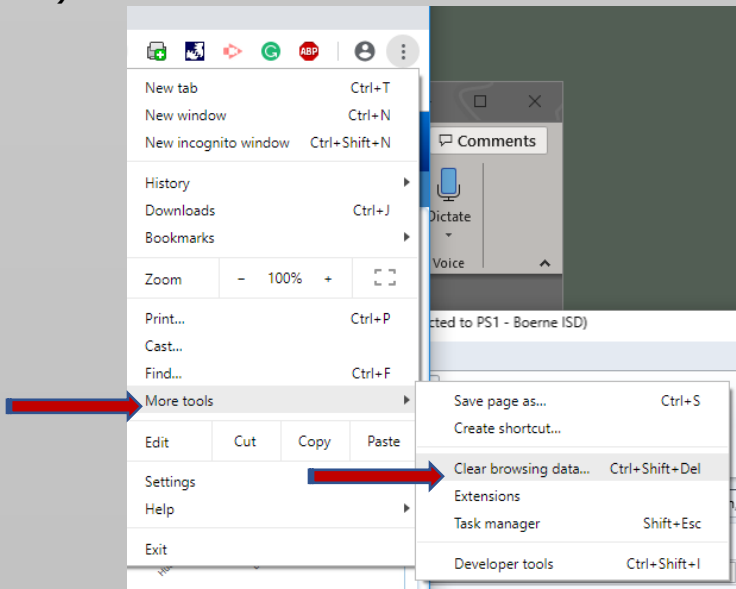 ABP
New tab Ctrl+T
New window Ctrl+N
New incognito window Ctrl+Shift+N
History
Downloads Ctrl+J
Bookmarks
Zoom - 100% +
Print... Ctrl+P
Cast...
Find... Ctrl+F
More tools
Edit Cut Copy Paste
Settings
Help
Exit
Comments
Dictate
Voice
cted to PS1 - Boerne ISD)
Save page as... Ctrl+S
Create shortcut...
Clear browsing data... Ctrl+Shift+Del
Extensions
Task manager Shift+Esc
Developer tools Ctrl+Shift+I